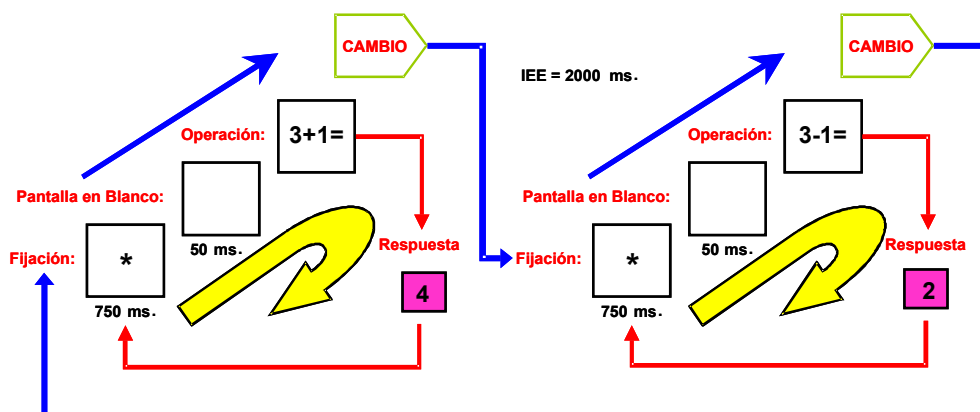 CAMBIO
Operación:
3+1=
Pantalla en Blanco:
50 ms.
Fijación:
*
750 ms.
Respuesta
4
IEE = 2000 ms.
CAMBIO
Operación:
3-1=
Pantalla en Blanco:
50 ms.
Fijación:
*
750 ms.
Respuesta
2